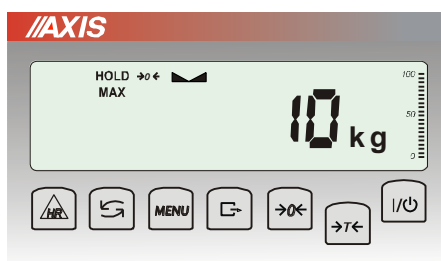 //AXIS
HOLD →0←
MAX
100
50
0
10 kg
HR
MENU
→0←
→T←
I/⏻